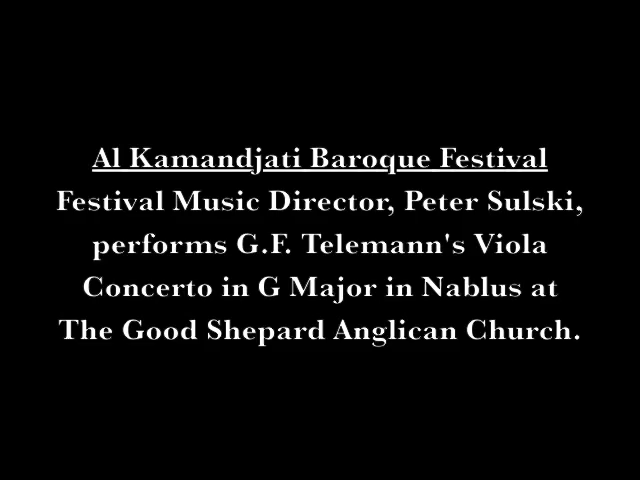 Al Kamandjati Baroque Festival
Festival Music Director, Peter Sulski,
performs G.F. Telemann's Viola
Concerto in G Major in Nablus at
The Good Shepard Anglican Church.